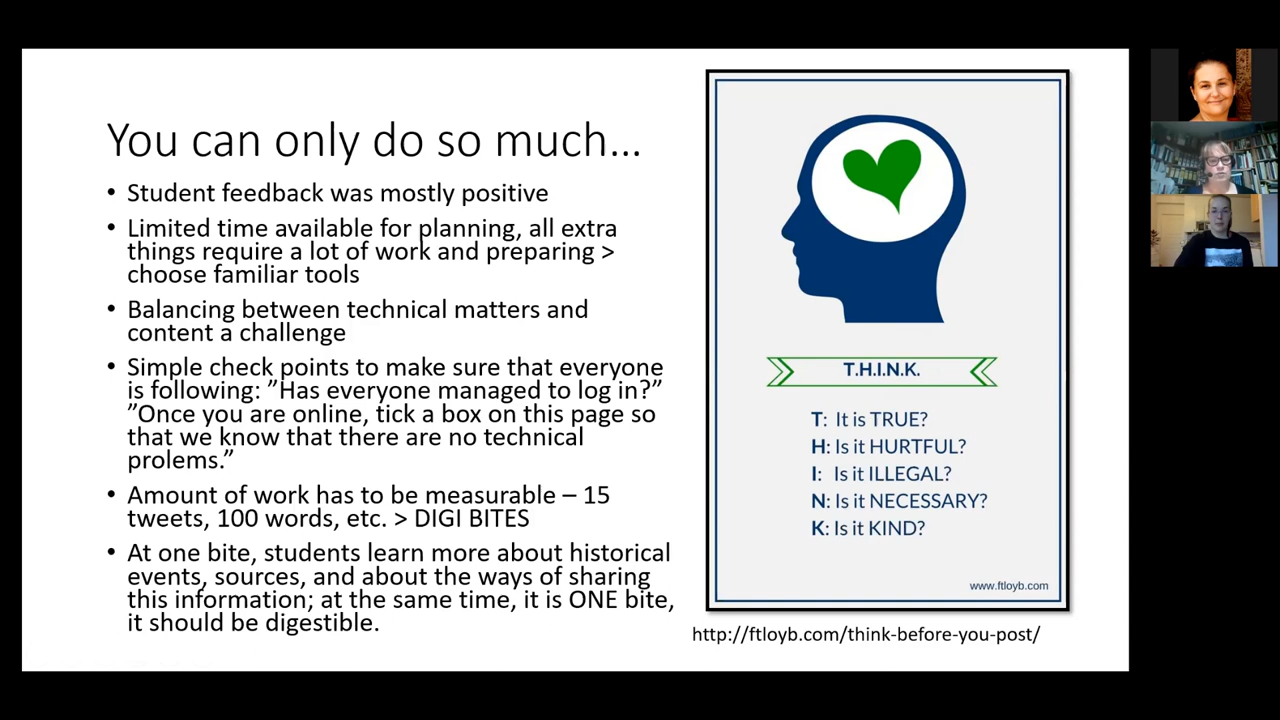 You can only do so much...
• Student feedback was mostly positive
• Limited time available for planning, all extra
things require a lot of work and preparing >
choose familiar tools
• Balancing between technical matters and
content a challenge
• Simple check points to make sure that everyone
is following: ”Has everyone managed to log in?”
”Once you are online, tick a box on this page so
that we know that there are no technical
prolems.”
• Amount of work has to be measurable – 15
tweets, 100 words, etc. > DIGI BITES
• At one bite, students learn more about historical
events, sources, and about the ways of sharing
this information; at the same time, it is ONE bite,
it should be digestible.
T.H.I.N.K.
T: It is TRUE?
H: Is it HURTFUL?
I: Is it ILLEGAL?
N: Is it NECESSARY?
K: Is it KIND?
www.ftloyb.com
http://ftloyb.com/think-before-you-post/